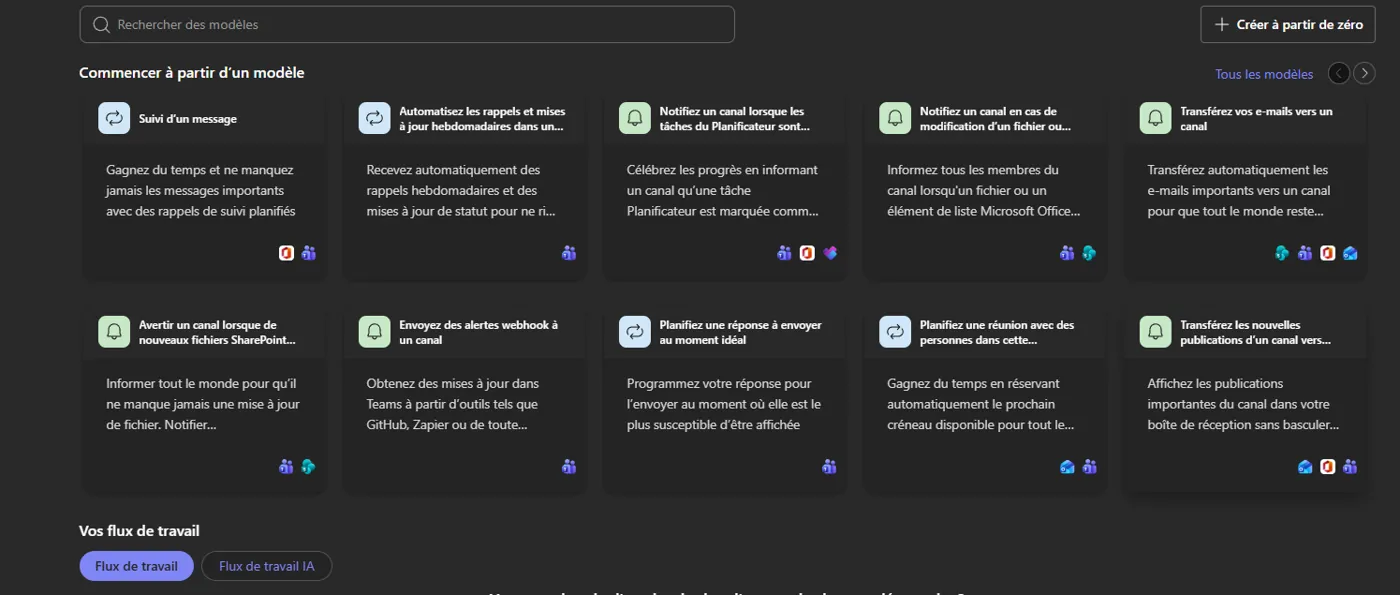 Rechercher des modèles
Créer à partir de zéro
Commencer à partir d'un modèle
Tous les modèles
Suivi d'un message
Gagnez du temps et ne manquez
jamais les messages importants
avec des rappels de suivi planifiés
Automatisez les rappels et mises
à jour hebdomadaires dans un...
Recevez automatiquement des
rappels hebdomadaires et des
mises à jour de statut pour ne ri...
Notifiez un canal lorsque les
tâches du Planificateur sont...
Célébrez les progrès en informant
un canal qu'une tâche
Planificateur est marquée comm...
Notifiez un canal en cas de
modification d'un fichier ou...
Informez tous les membres du
canal lorsqu'un fichier ou un
élément de liste Microsoft Office...
Transférez vos e-mails vers un
canal
Transférez automatiquement les
e-mails importants vers un canal
pour que tout le monde reste...
Avertir un canal lorsque de
nouveaux fichiers SharePoint...
Informer tout le monde pour qu'il
ne manque jamais une mise à jour
de fichier. Notifier...
Envoyez des alertes webhook à
un canal
Obtenez des mises à jour dans
Teams à partir d'outils tels que
GitHub, Zapier ou de toute...
Planifiez une réponse à envoyer
au moment idéal
Programmez votre réponse pour
l'envoyer au moment où elle est le
plus susceptible d'être affichée
Planifiez une réunion avec des
personnes dans cette...
Gagnez du temps en réservant
automatiquement le prochain
créneau disponible pour tout le...
Transférez les nouvelles
publications d'un canal vers...
Affichez les publications
importantes du canal dans votre
boîte de réception sans basculer...
Vos flux de travail
Flux de travail
Flux de travail IA